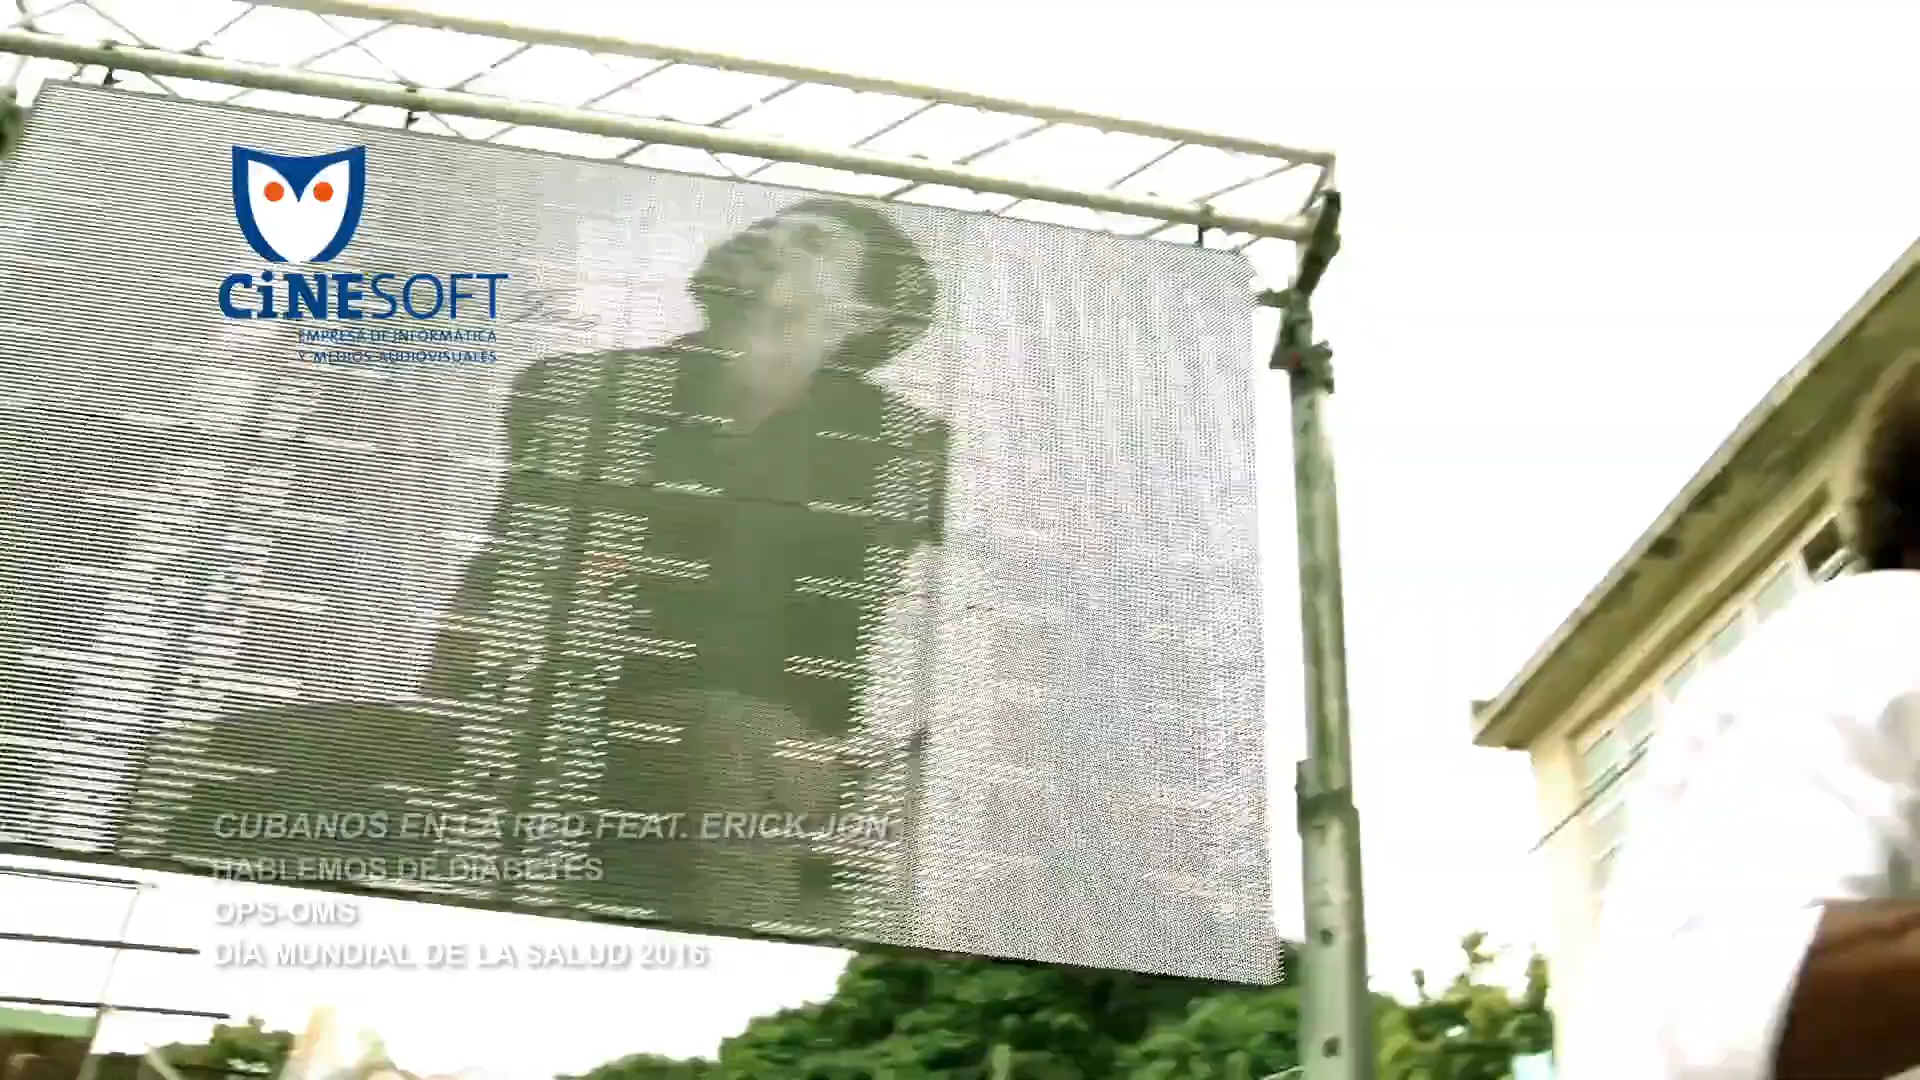 CiNESOFT
EMPRESA DE INFORMÁTICA
Y MEDIOS AUDIOVISUALES
CUBANOS EN LA RED FEAT. ERICK JON
HABLEMOS DE DIABETES
OPS-OMS
DÍA MUNDIAL DE LA SALUD 2016